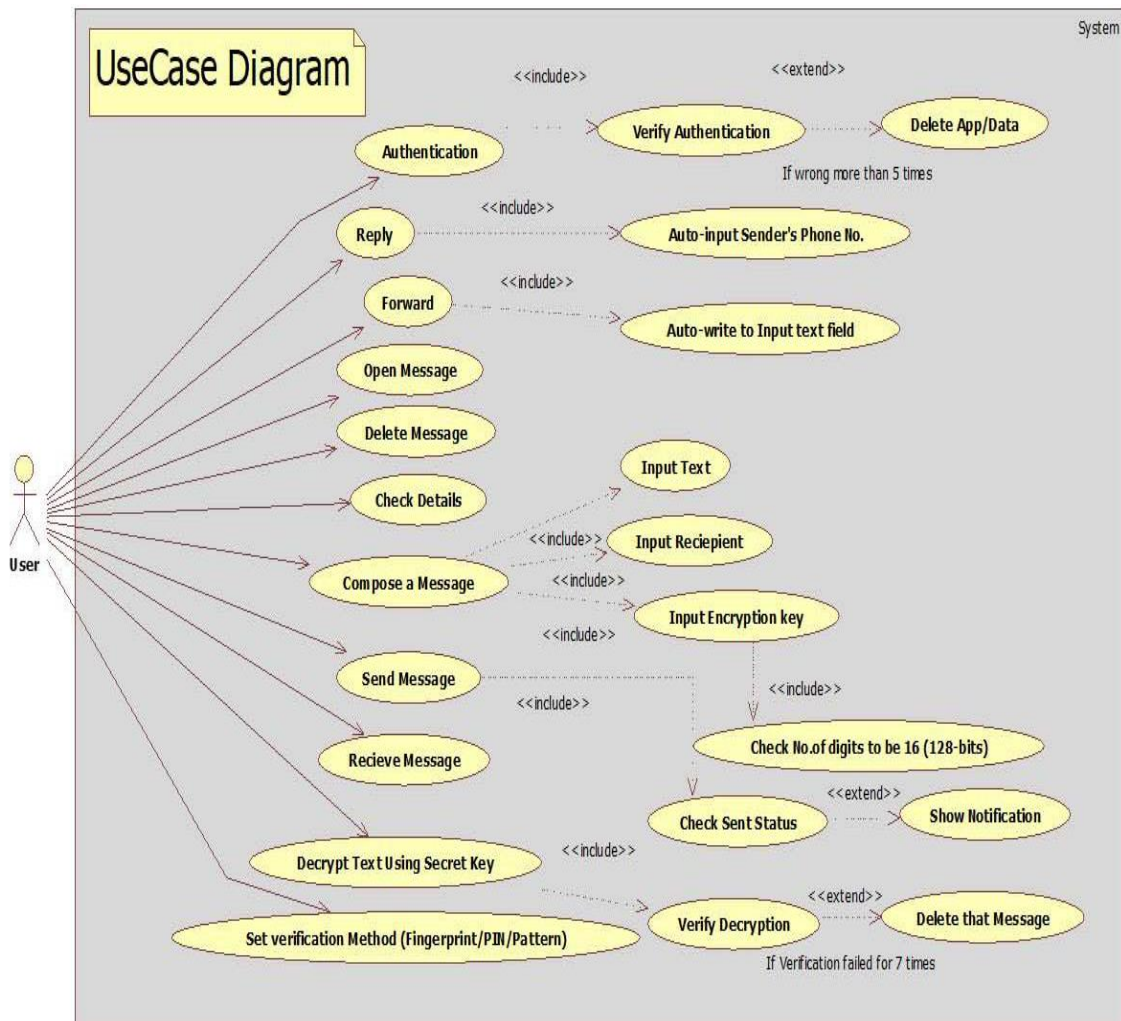 System
UseCase Diagram
<<include>>
<<extend>>
Authentication
Verify Authentication
Delete App/Data
If wrong more than 5 times
<<include>>
Reply
Auto-input Sender's Phone No.
<<include>>
Forward
Auto-write to Input text field
Open Message
Delete Message
Check Details
Input Text
<<include>>
Input Reciepient
Compose a Message
<<include>>
Input Encryption key
<<include>>
User
Send Message
<<include>>
<<include>>
Check No.of digits to be 16 (128-bits)
Recieve Message
<<extend>>
Check Sent Status
Show Notification
Decrypt Text Using Secret Key
<<include>>
<<extend>>
Verify Decryption
Delete that Message
Set verification Method (Fingerprint/PIN/Pattern)
If Verification failed for 7 times